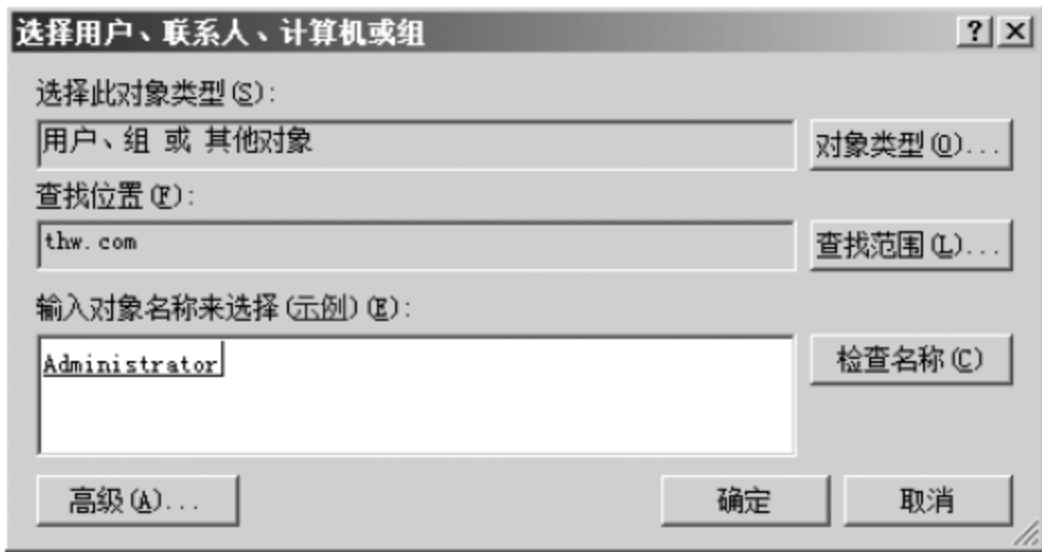 选择用户、联系人、计算机或组
选择此对象类型(S):
用户、组 或 其他对象
对象类型(O)...
查找位置(F):
thw.com
查找范围(L)...
输入对象名称来选择(示例)(E):
Administrator
检查名称(C)
高级(A)...
确定
取消